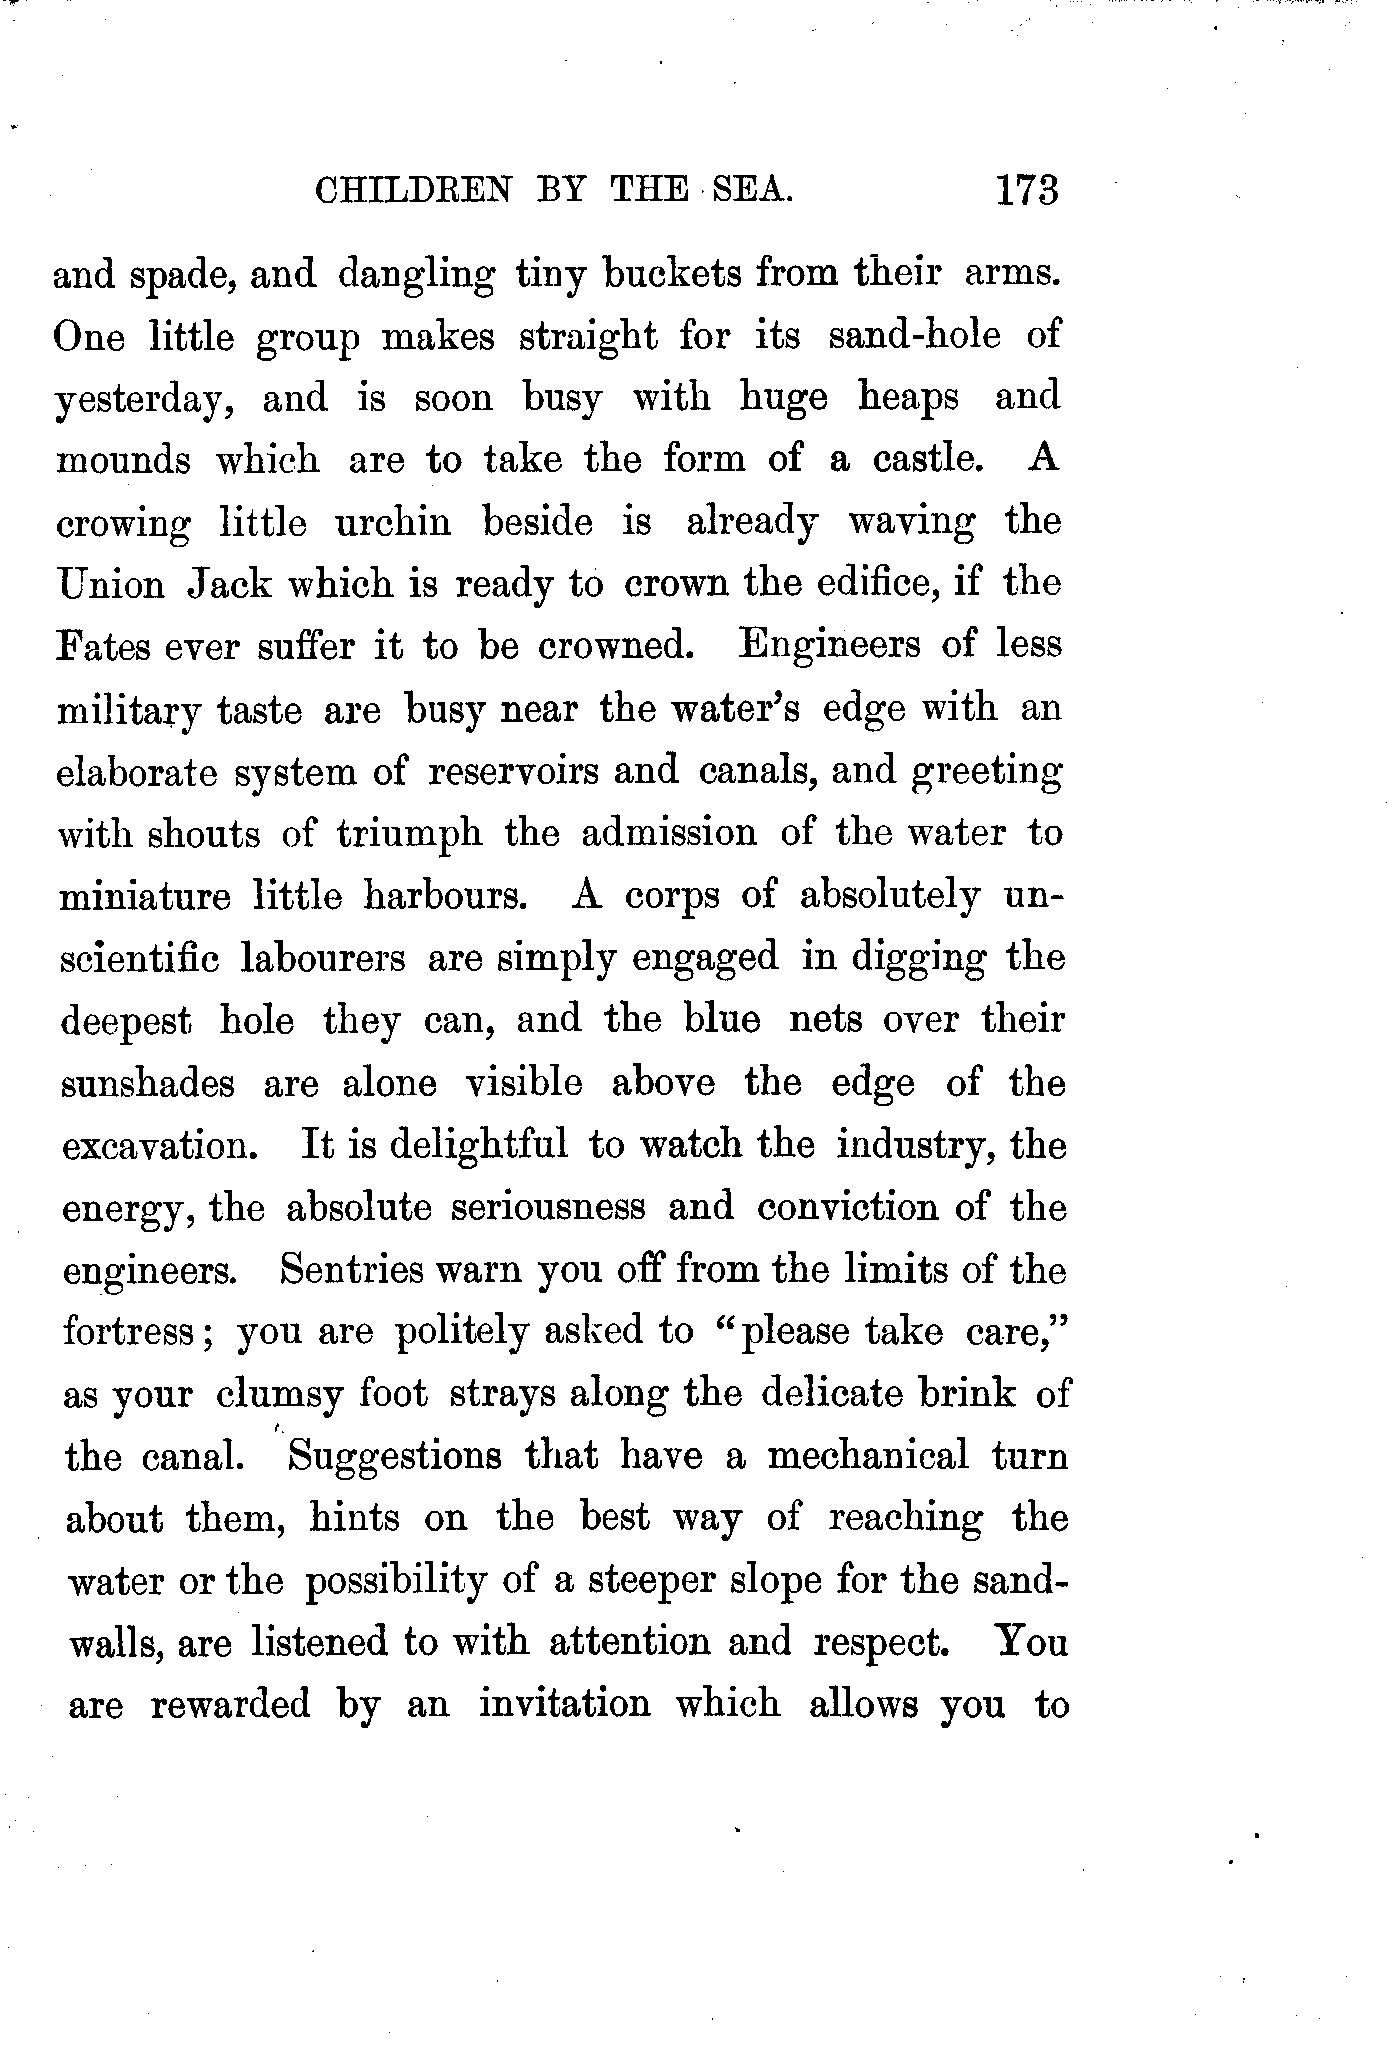 CHILDREN BY THE SEA. 173
and spade, and dangling tiny buckets from their arms.
One little group makes straight for its sand-hole of
yesterday, and is soon busy with huge heaps and
mounds which are to take the form of a castle. A
crowing little urchin beside is already waving the
Union Jack which is ready to crown the edifice, if the
Fates ever suffer it to be crowned. Engineers of less
military taste are busy near the water's edge with an
elaborate system of reservoirs and canals, and greeting
with shouts of triumph the admission of the water to
miniature little harbours. A corps of absolutely un-
scientific labourers are simply engaged in digging the
deepest hole they can, and the blue nets over their
sunshades are alone visible above the edge of the
excavation. It is delightful to watch the industry, the
energy, the absolute seriousness and conviction of the
engineers. Sentries warn you off from the limits of the
fortress; you are politely asked to "please take care,"
as your clumsy foot strays along the delicate brink of
the canal. Suggestions that have a mechanical turn
about them, hints on the best way of reaching the
water or the possibility of a steeper slope for the sand-
walls, are listened to with attention and respect. You
are rewarded by an invitation which allows you to